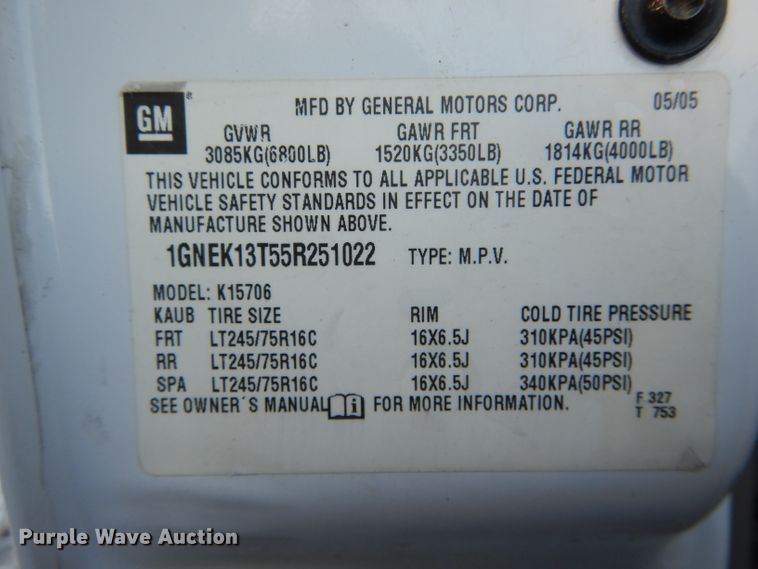 GM ® MFD BY GENERAL MOTORS CORP. 05/05
GVWR GAWR FRT GAWR RR
3085KG(6800LB) 1520KG(3350LB) 1814KG(4000LB)
THIS VEHICLE CONFORMS TO ALL APPLICABLE U.S. FEDERAL MOTOR
VEHICLE SAFETY STANDARDS IN EFFECT ON THE DATE OF
MANUFACTURE SHOWN ABOVE.
1GNEK13T55R251022 TYPE: M.P.V.
MODEL: K15706
KAUB TIRE SIZE RIM COLD TIRE PRESSURE
FRT LT245/75R16C 16X6.5J 310KPA(45PSI)
RR LT245/75R16C 16X6.5J 310KPA(45PSI)
SPA LT245/75R16C 16X6.5J 340KPA(50PSI)
SEE OWNER'S MANUAL i FOR MORE INFORMATION.
F 327
T 753
Purple Wave Auction